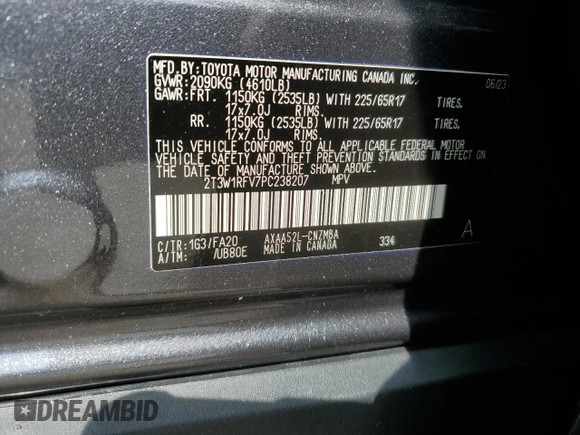 MFD.BY:TOYOTA MOTOR MANUFACTURING CANADA INC.
GVWR:2090KG (4610LB) 06/23
GAWR:FRT. 1150KG (2535LB) WITH 225/65R17 TIRES.
17x7.0J RIMS.
RR. 1150KG (2535LB) WITH 225/65R17 TIRES.
17x7.0J RIMS.
THIS VEHICLE CONFORMS TO ALL APPLICABLE FEDERAL MOTOR
VEHICLE SAFETY AND THEFT PREVENTION STANDARDS IN EFFECT ON
THE DATE OF MANUFACTURE SHOWN ABOVE.
2T3W1RFV7PC238207 MPV
C/TR:1G3/FA20 AXAA52L-CNZMBA 334 A
A/TM: /UB80E MADE IN CANADA
DREAMBID